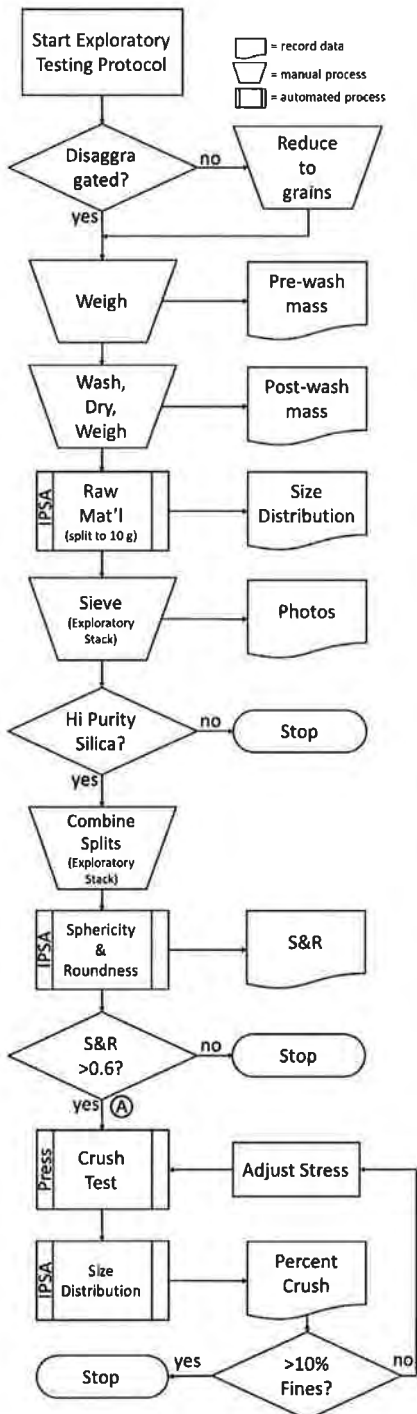 Start Exploratory
Testing Protocol
= record data
= manual process
= automated process
Disaggra
gated?
no
Reduce
to
grains
yes
Weigh
Pre-wash
mass
Wash,
Dry,
Weigh
Post-wash
mass
IPSA
Raw
Mat'l
(split to 10 g)
Size
Distribution
Sieve
(Exploratory
Stack)
Photos
Hi Purity
Silica?
no
Stop
yes
Combine
Splits
(Exploratory
Stack)
IPSA
Sphericity
&
Roundness
S&R
S&R
>0.6?
no
Stop
yes
A
Press
Crush
Test
Adjust Stress
IPSA
Size
Distribution
Percent
Crush
>10%
Fines?
yes
no
Stop